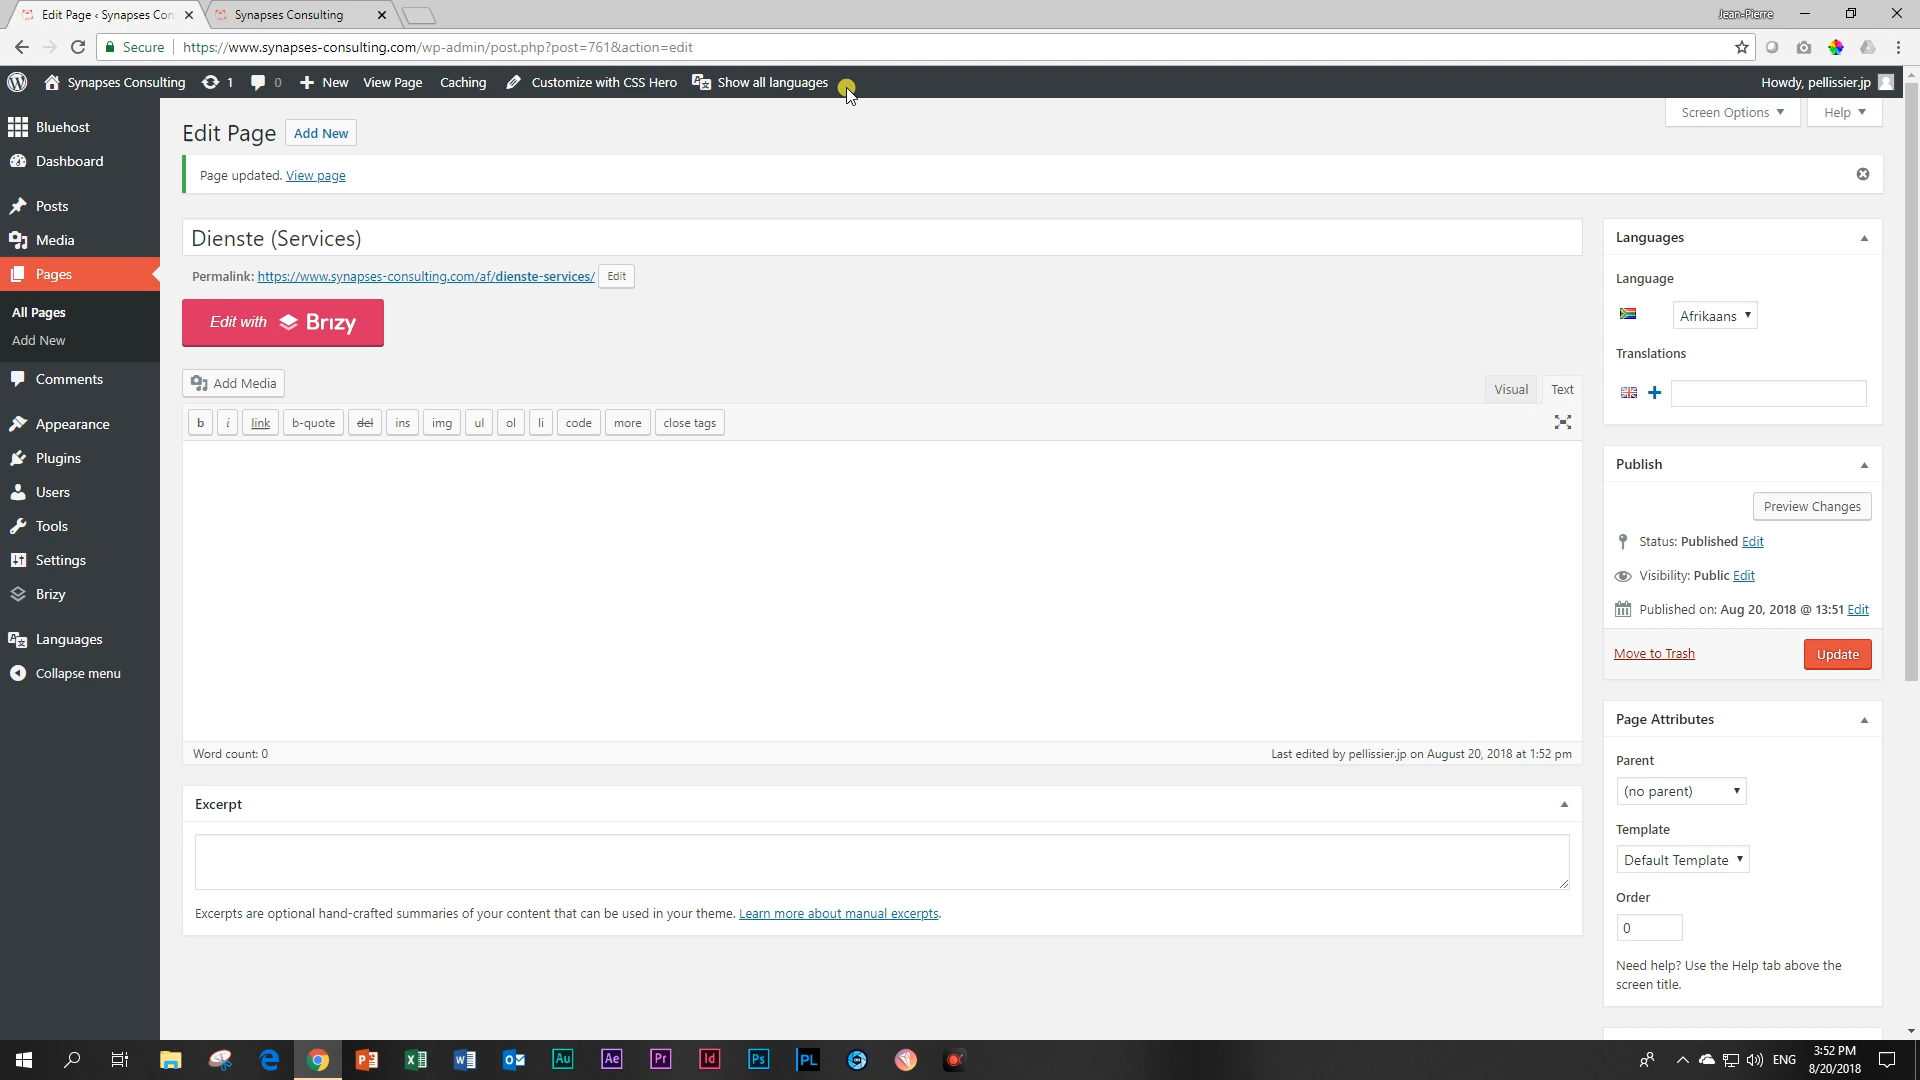 Edit Page ‹ Synapses Con
Synapses Consulting
Jean-Pierre
Secure
https://www.synapses-consulting.com/wp-admin/post.php?post=761&action=edit
Synapses Consulting
1
0
New
View Page
Caching
Customize with CSS Hero
Show all languages
Howdy, pellissier.jp
Bluehost
Dashboard
Posts
Media
Pages
All Pages
Add New
Comments
Appearance
Plugins
Users
Tools
Settings
Brizy
Languages
Collapse menu
Screen Options
Help
Edit Page
Add New
Page updated. View page
Dienste (Services)
Permalink: https://www.synapses-consulting.com/af/dienste-services/ Edit
Edit with Brizy
Add Media
Visual
Text
b
i
link
b-quote
del
ins
img
ul
ol
li
code
more
close tags
Word count: 0
Last edited by pellissier.jp on August 20, 2018 at 1:52 pm
Excerpt
Excerpts are optional hand-crafted summaries of your content that can be used in your theme. Learn more about manual excerpts.
Languages
Language
Afrikaans
Translations
Publish
Preview Changes
Status: Published Edit
Visibility: Public Edit
Published on: Aug 20, 2018 @ 13:51 Edit
Move to Trash
Update
Page Attributes
Parent
(no parent)
Template
Default Template
Order
0
Need help? Use the Help tab above the
screen title.
Au
Ae
Pr
Id
Ps
PL
ENG
3:52 PM
8/20/2018